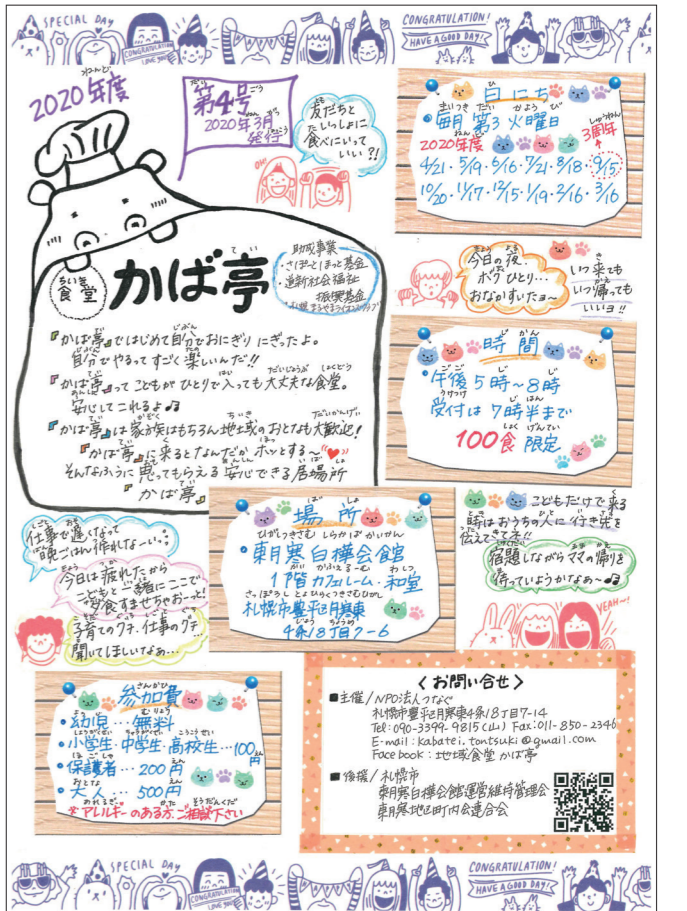 SPECIAL DAY
CONGRATULATION
LOVE YOU
CONGRATULATION!
HAVE A GOOD DAY!
2020年度
第4号
2020年3月
発行
友だちと
いっしょに
食べにいって
いい?!
OK!
日にち
・毎月 第3 火曜日
2020年度
3周年
4/21・5/19・6/16・7/21・8/18・9/15
10/20・11/17・12/15・1/19・2/16・3/16
ちいき
食堂
かば亭
助成事業
・さぽーとほっと基金
・道新社会福祉
振興基金
今日の夜、
ボクひとり…
おなかすいたヨ〜
いつ来ても
いつ帰っても
いいヨ!!
『かば亭』ではじめて自分でおにぎりにぎったよ。
自分でやるってすごく楽しいんだ!!
『かば亭』ってこどもがひとりで入っても大丈夫な食堂。
安心してこれるよ♫
『かば亭』は家族はもちろん地域のおとなも大歓迎!
『かば亭』に来るとなんだかホッとする〜"♥"
そんなふうに思ってもらえる安心できる居場所
『かば亭』
時間
・午後5時〜8時
受付は7時半まで
100食 限定
場所
・東月寒白樺会館
1階カフェルーム・和室
札幌市豊平区月寒東
4条18丁目7-6
こどもだけで来る
時はおうちの人に行き先を
伝えてきてネ!!
宿題しながらママの帰りを
待っていようかなぁ〜♫
YEAH〜!
仕事で遅くなって
晩ごはん作れな〜い。。
今日は疲れたから
こどもと一緒にここで
夕食すませちゃおーっと!
子育てのグチ、仕事のグチ…
聞いてほしいなぁ…
参加費
・幼児…無料
・小学生・中学生・高校生…100円
・保護者…200円
・大人…500円
※アレルギーのある方ご相談下さい
〈お問い合せ〉
■主催/NPO法人つなぐ
札幌市豊平区月寒東4条18丁目7-14
Tel:090-3399-9815(山) Fax:011-850-2346
E-mail:kabatei.tontsuki@gmail.com
Facebook:地域食堂 かば亭
■後援/札幌市
東月寒白樺会館運営維持管理会
東月寒地区町内会連合会
SPECIAL DAY
CONGRATULATION
LOVE YOU
CONGRATULATION!
HAVE A GOOD DAY!